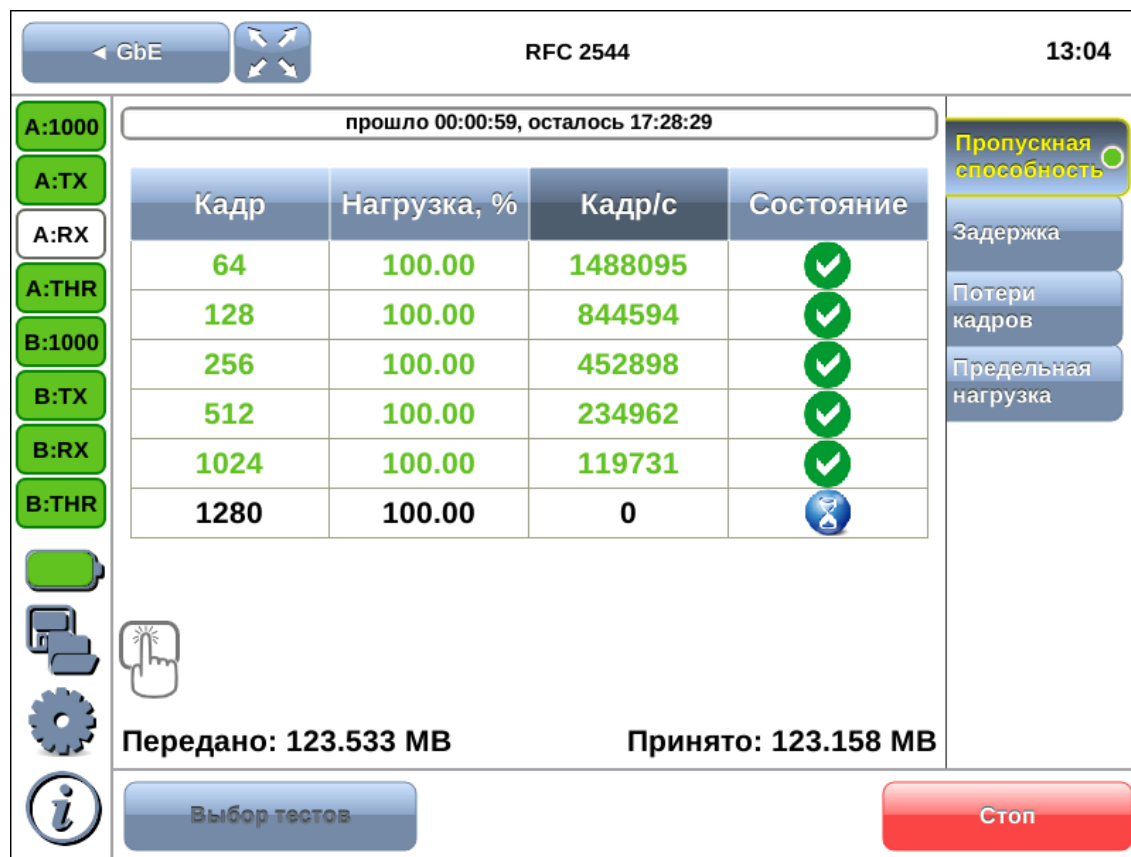 ◄ GbE
RFC 2544
13:04
A:1000
A:TX
A:RX
A:THR
B:1000
B:TX
B:RX
B:THR
прошло 00:00:59, осталось 17:28:29
Кадр Нагрузка, % Кадр/с Состояние
64 100.00 1488095
128 100.00 844594
256 100.00 452898
512 100.00 234962
1024 100.00 119731
1280 100.00 0
Передано: 123.533 MB Принято: 123.158 MB
Пропускная
способность
Задержка
Потери
кадров
Предельная
нагрузка
i
Выбор тестов
Стоп